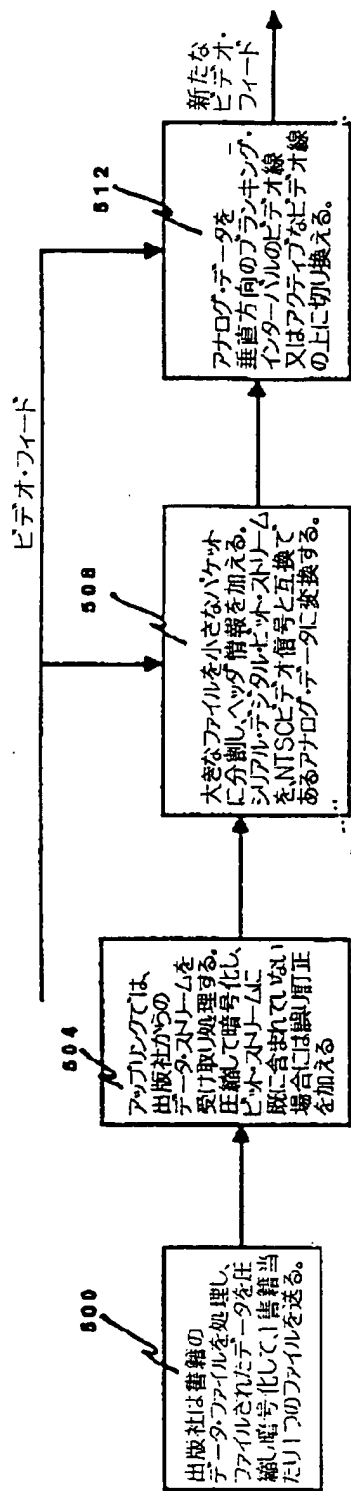 ビデオ・フィード
500
出版社は書籍の
データ・ファイルを処理し、
ファイルされたデータを圧
縮し暗号化して、1書籍当
たり1つのファイルを送る。
504
アップリンクでは、
出版社からの
データ・ストリームを
受け取り処理する。
圧縮して暗号化し、
ビット・ストリームに
既に含まれていない
場合には誤り訂正
を加える
508
大きなファイルを小さなパケット
に分割し、ヘッダ情報を加える。
シリアル・デジタル・ビット・ストリーム
を、NTSCビデオ信号と互換で
あるアナログ・データに変換する。
512
アナログ・データを
垂直方向のブランキング・
インターバルのビデオ線
又はアクティブなビデオ線
の上に切り換える。
新たな
ビデオ・
フィード